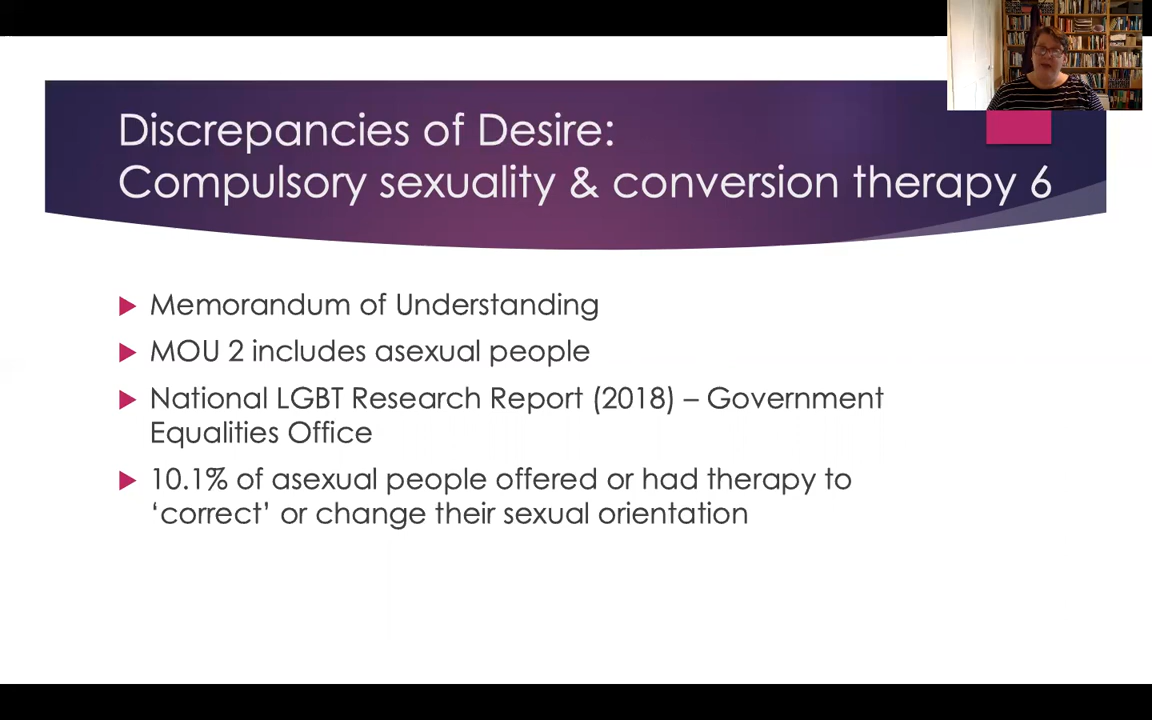 Discrepancies of Desire:
Compulsory sexuality & conversion therapy 6
Memorandum of Understanding
MOU 2 includes asexual people
National LGBT Research Report (2018) – Government
Equalities Office
10.1% of asexual people offered or had therapy to
‘correct’ or change their sexual orientation